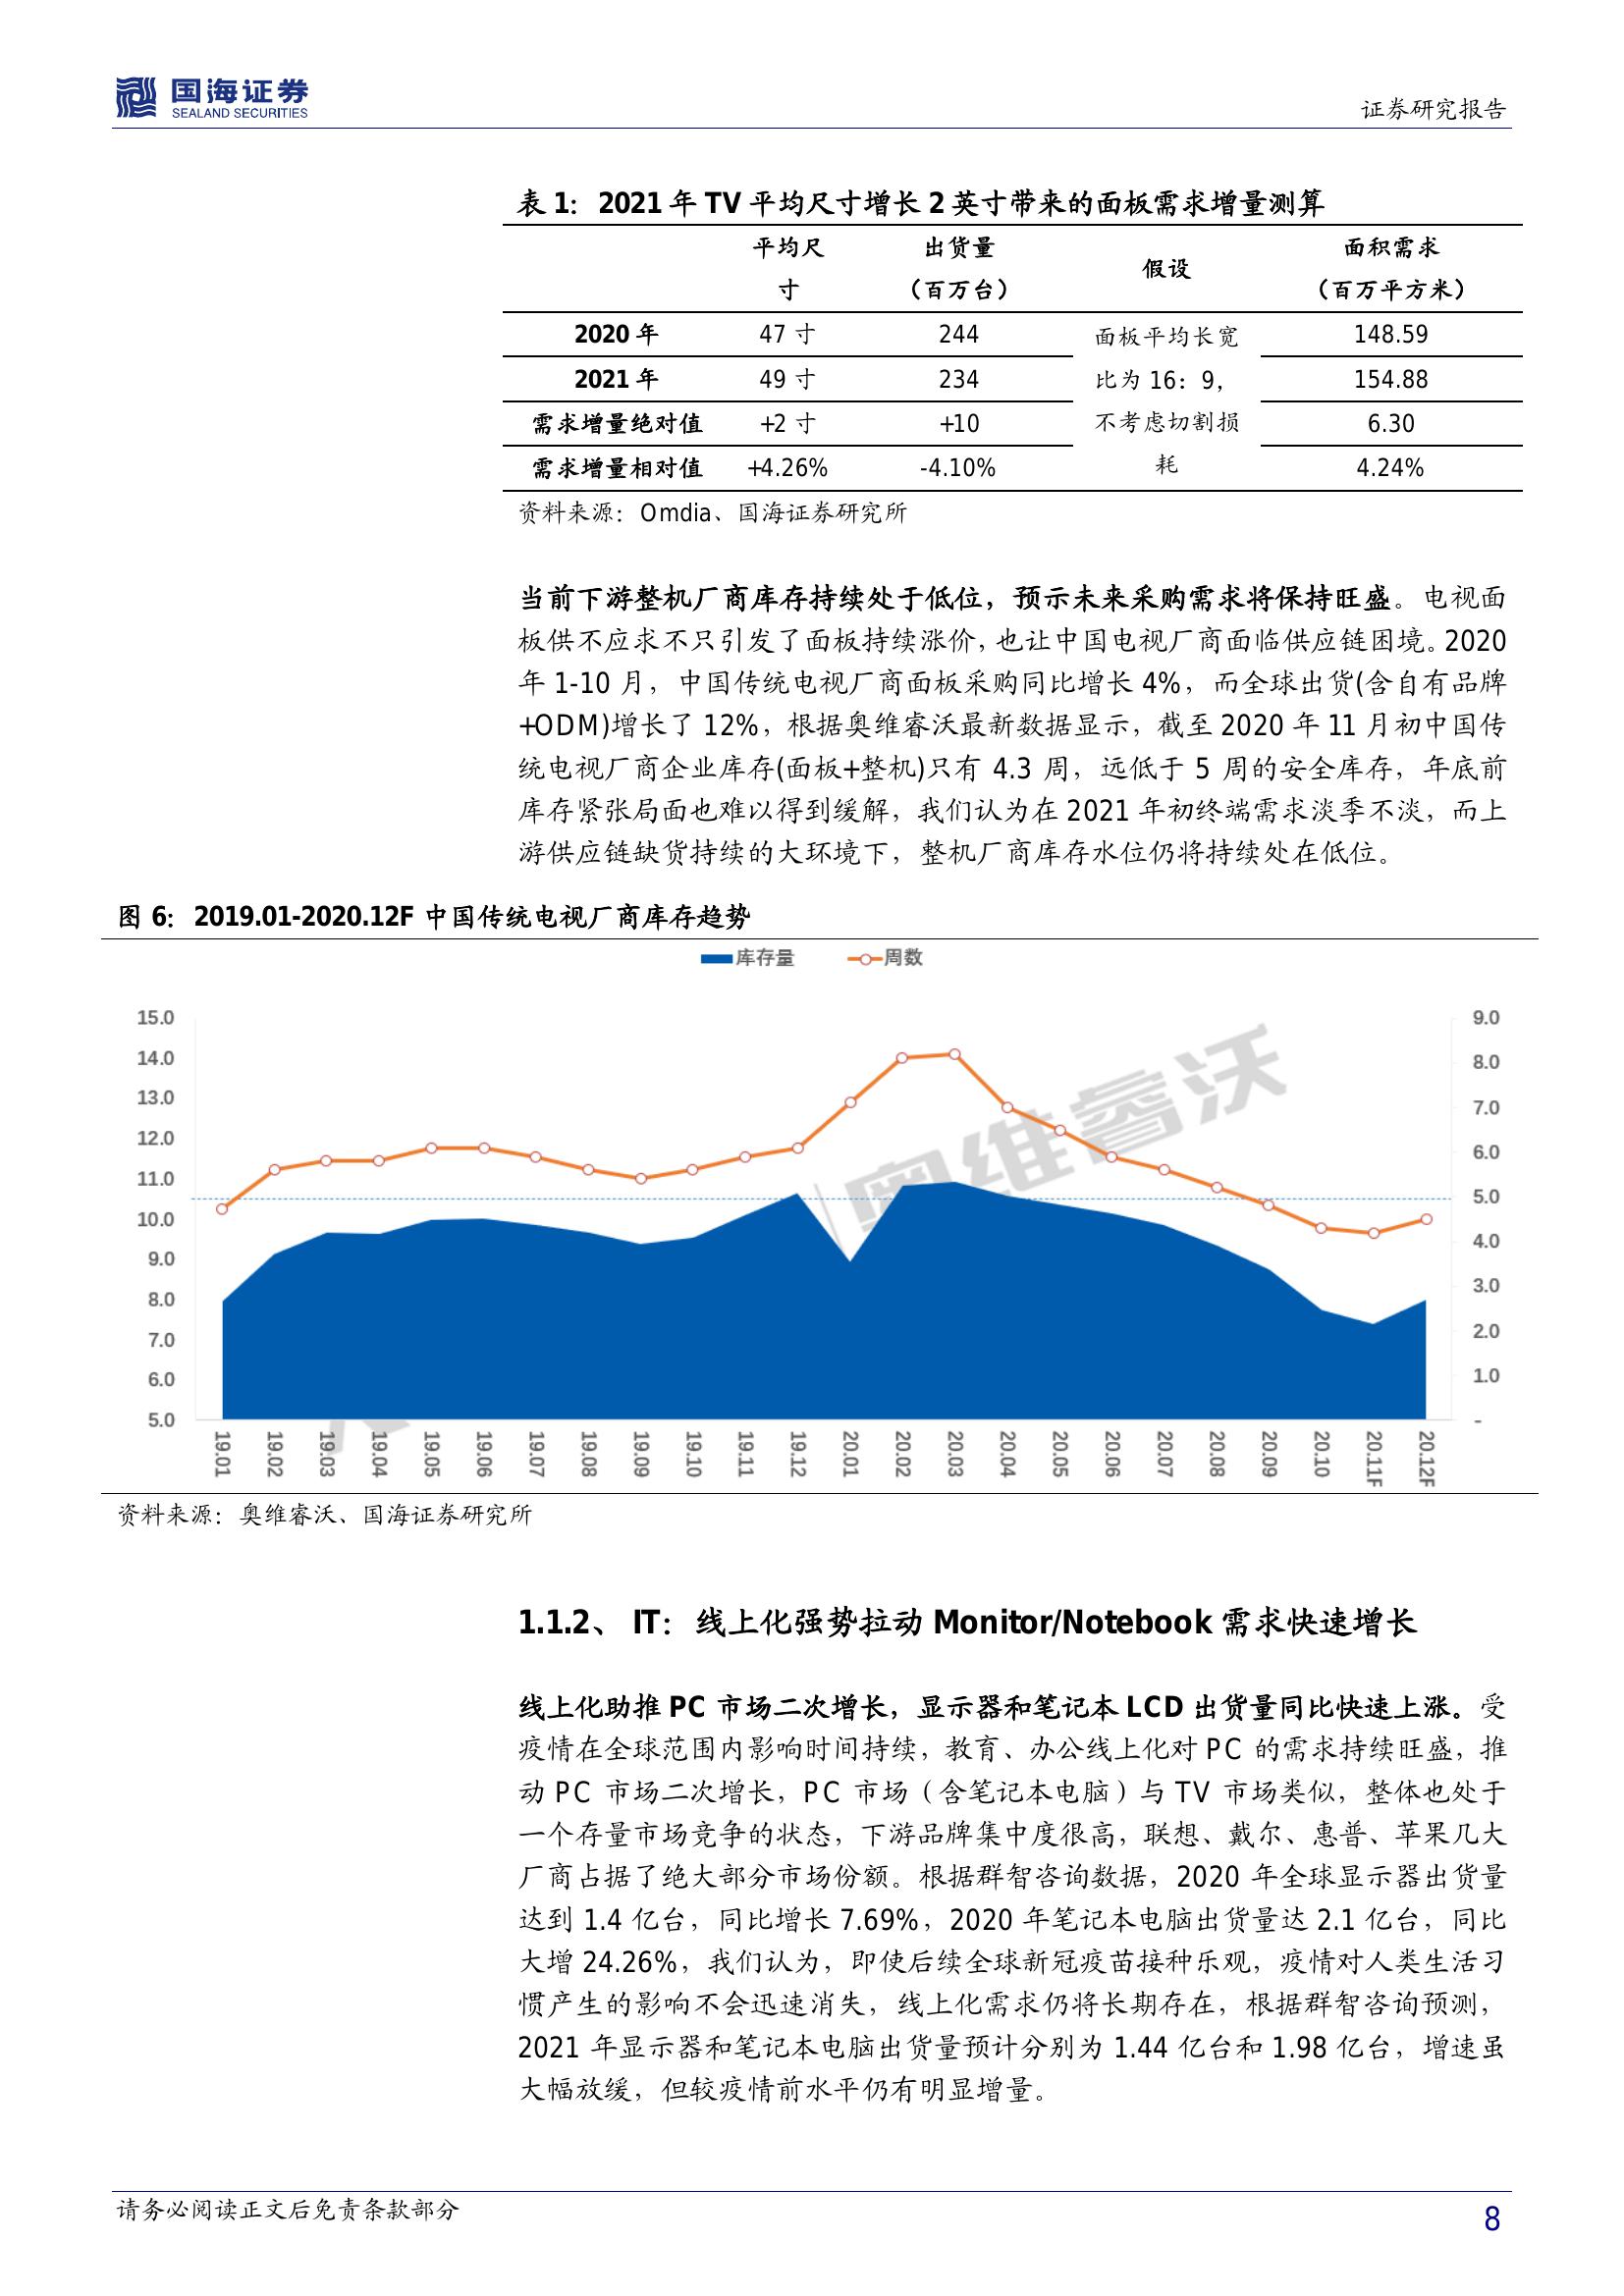 国海证券
SEALAND SECURITIES
证券研究报告
表 1：2021 年 TV 平均尺寸增长 2 英寸带来的面板需求增量测算
平均尺寸 出货量（百万台） 假设 面积需求（百万平方米）
2020 年 47 寸 244 面板平均长宽 148.59
2021 年 49 寸 234 比为 16：9， 154.88
需求增量绝对值 +2 寸 +10 不考虑切割损 6.30
需求增量相对值 +4.26% -4.10% 耗 4.24%
资料来源：Omdia、国海证券研究所
当前下游整机厂商库存持续处于低位，预示未来采购需求将保持旺盛。电视面
板供不应求不只引发了面板持续涨价，也让中国电视厂商面临供应链困境。2020
年 1-10 月，中国传统电视厂商面板采购同比增长 4%，而全球出货(含自有品牌
+ODM)增长了 12%，根据奥维睿沃最新数据显示，截至 2020 年 11 月初中国传
统电视厂商企业库存(面板+整机)只有 4.3 周，远低于 5 周的安全库存，年底前
库存紧张局面也难以得到缓解，我们认为在 2021 年初终端需求淡季不淡，而上
游供应链缺货持续的大环境下，整机厂商库存水位仍将持续处在低位。
图 6：2019.01-2020.12F 中国传统电视厂商库存趋势
库存量 周数
15.0 9.0
14.0 8.0
13.0 7.0
12.0 6.0
11.0 5.0
10.0 4.0
9.0 3.0
8.0 2.0
7.0 1.0
6.0 -
5.0
奥维睿沃
19.01 19.02 19.03 19.04 19.05 19.06 19.07 19.08 19.09 19.10 19.11 19.12 20.01 20.02 20.03 20.04 20.05 20.06 20.07 20.08 20.09 20.10 20.11F 20.12F
资料来源：奥维睿沃、国海证券研究所
1.1.2、 IT：线上化强势拉动 Monitor/Notebook 需求快速增长
线上化助推 PC 市场二次增长，显示器和笔记本 LCD 出货量同比快速上涨。受
疫情在全球范围内影响时间持续，教育、办公线上化对 PC 的需求持续旺盛，推
动 PC 市场二次增长，PC 市场（含笔记本电脑）与 TV 市场类似，整体也处于
一个存量市场竞争的状态，下游品牌集中度很高，联想、戴尔、惠普、苹果几大
厂商占据了绝大部分市场份额。根据群智咨询数据，2020 年全球显示器出货量
达到 1.4 亿台，同比增长 7.69%，2020 年笔记本电脑出货量达 2.1 亿台，同比
大增 24.26%，我们认为，即使后续全球新冠疫苗接种乐观，疫情对人类生活习
惯产生的影响不会迅速消失，线上化需求仍将长期存在，根据群智咨询预测，
2021 年显示器和笔记本电脑出货量预计分别为 1.44 亿台和 1.98 亿台，增速虽
大幅放缓，但较疫情前水平仍有明显增量。
请务必阅读正文后免责条款部分
8